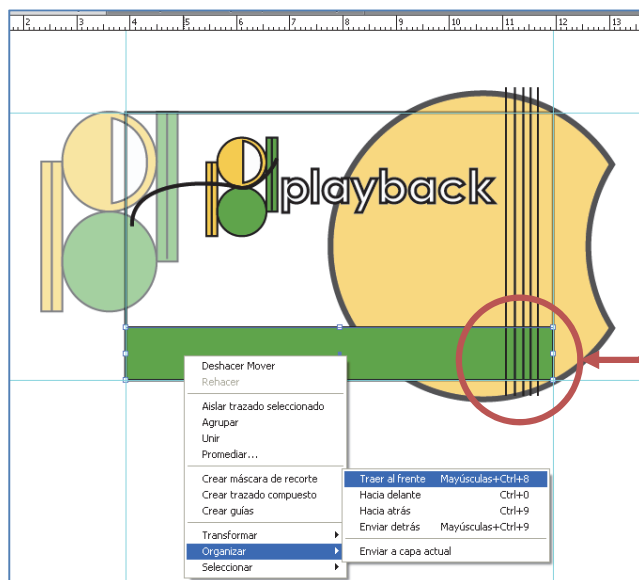 2 3 4 5 6 7 8 9 10 11 12 13
playback
Deshacer Mover
Rehacer
Aislar trazado seleccionado
Agrupar
Unir
Promediar...
Crear máscara de recorte
Crear trazado compuesto
Crear guías
Transformar
Organizar
Seleccionar
Traer al frente Mayúsculas+Ctrl+8
Hacia delante Ctrl+0
Hacia atrás Ctrl+9
Enviar detrás Mayúsculas+Ctrl+9
Enviar a capa actual